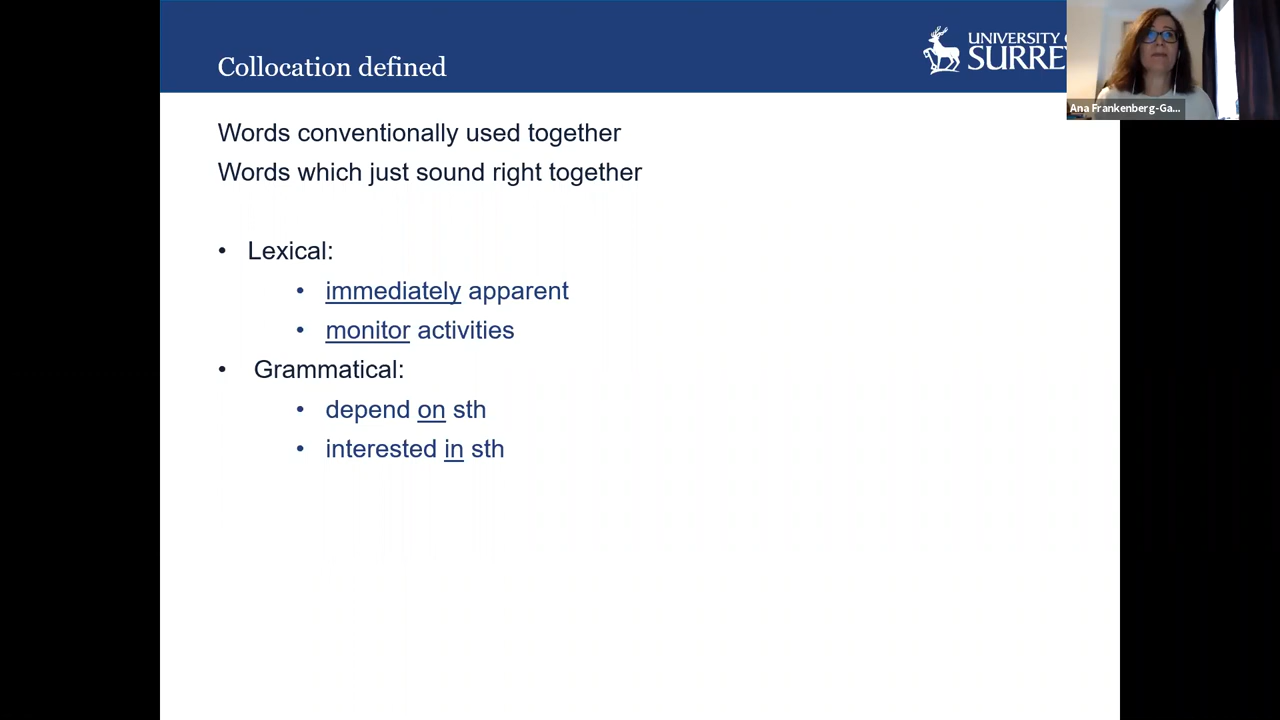 Collocation defined
UNIVERSITY
SURREY
Ana Frankenberg-Ga...
Words conventionally used together
Words which just sound right together
• Lexical:
• immediately apparent
• monitor activities
• Grammatical:
• depend on sth
• interested in sth